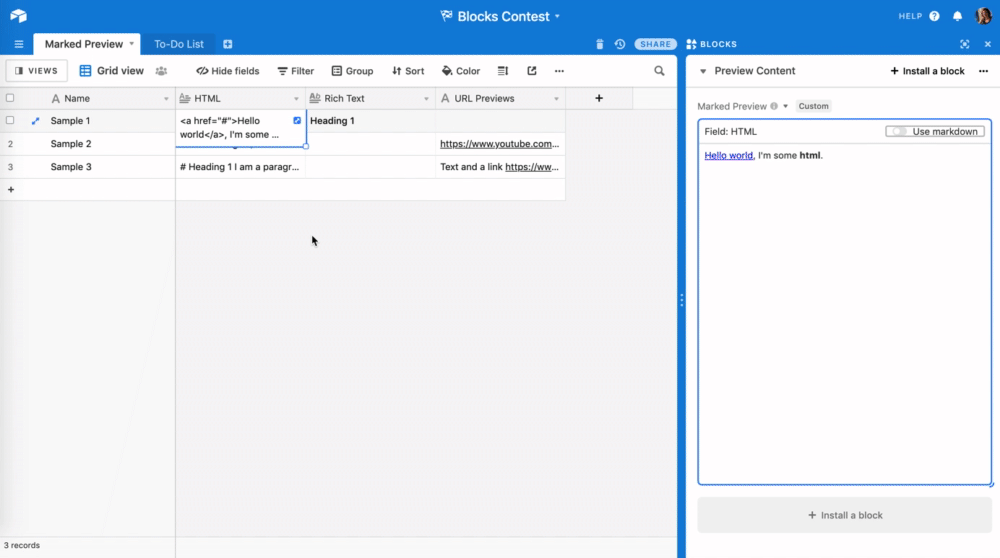 Blocks Contest
HELP
Marked Preview
To-Do List
SHARE
BLOCKS
VIEWS
Grid view
Hide fields
Filter
Group
Sort
Color
Preview Content
Install a block
Name
HTML
Rich Text
URL Previews
Marked Preview
Custom
Sample 1
<a href="#">Hello
world</a>, I'm some ...
Heading 1
Field: HTML
Use markdown
2
Sample 2
https://www.youtube.com...
Hello world, I'm some html.
3
Sample 3
# Heading 1 I am a paragr...
Text and a link https://ww...
Install a block
3 records